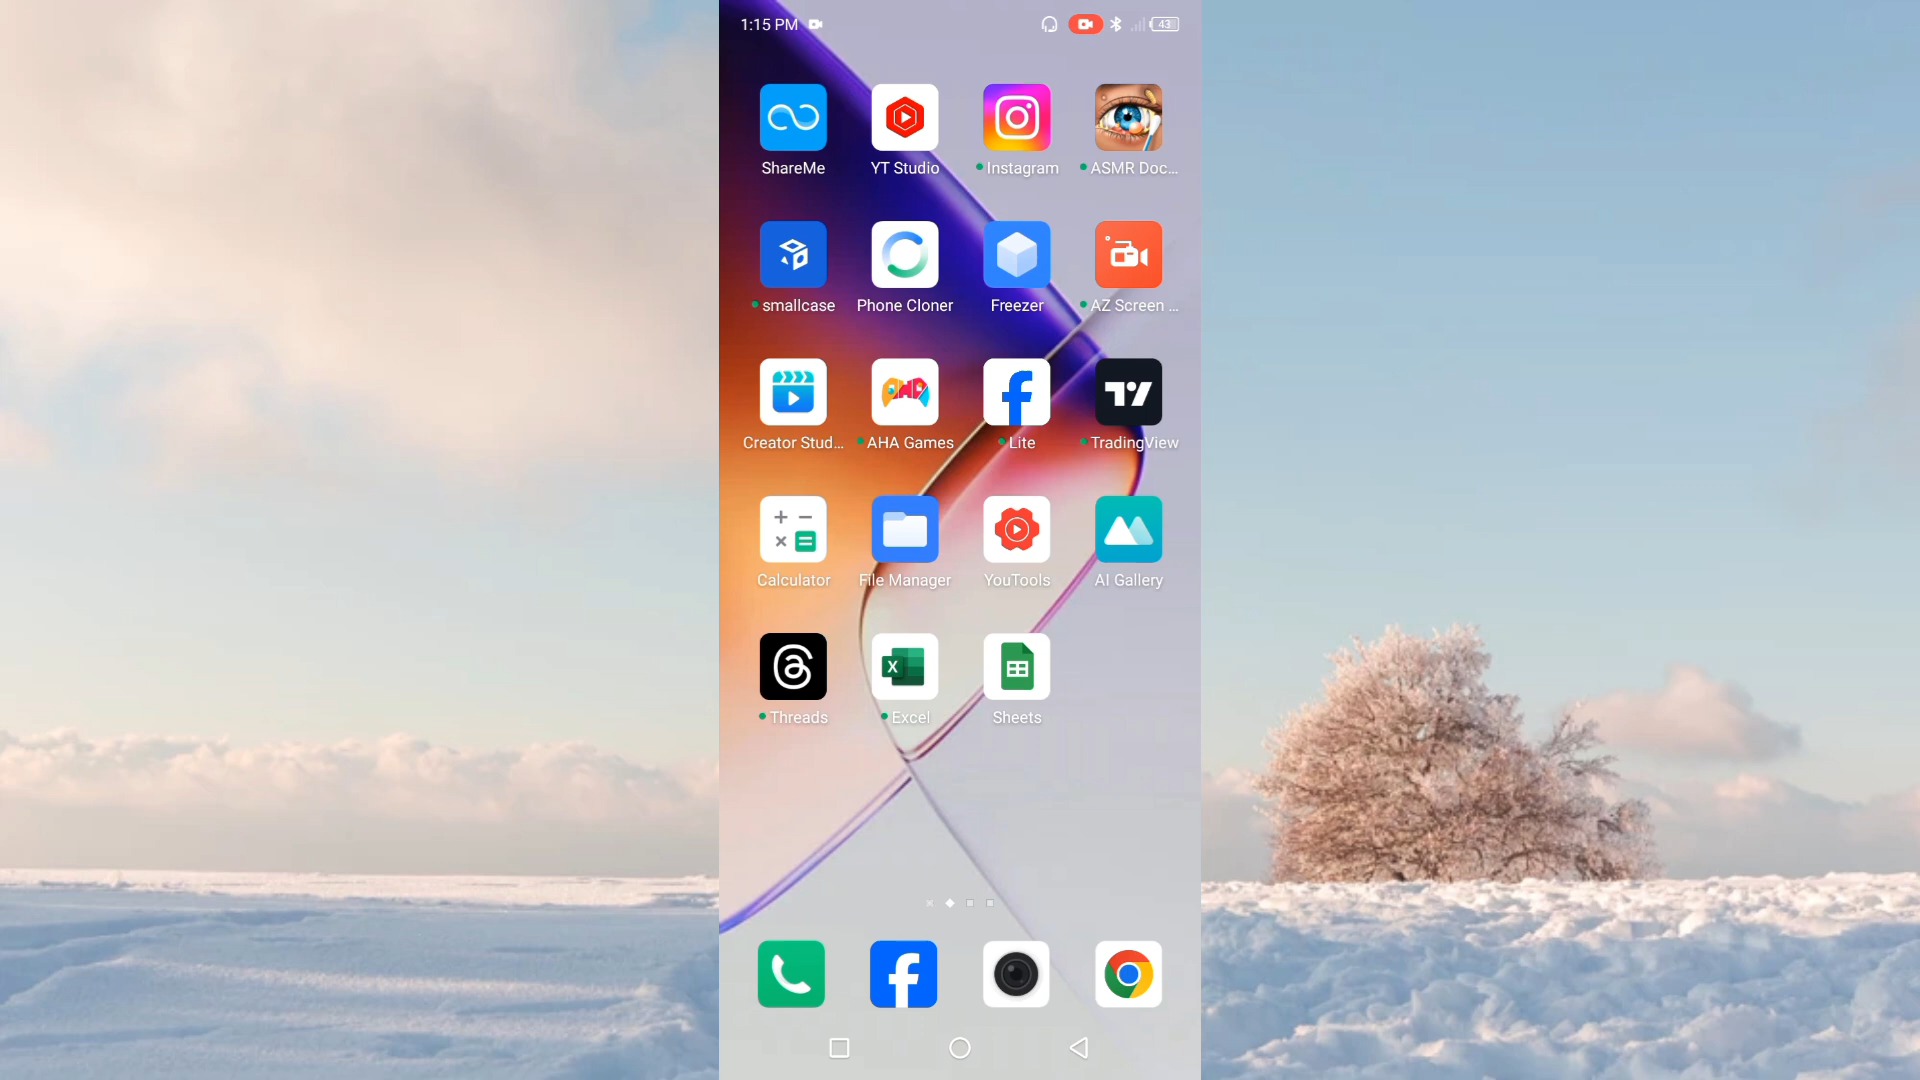 1:15 PM
43
ShareMe
YT Studio
Instagram
ASMR Doc...
smallcase
Phone Cloner
Freezer
AZ Screen ...
Creator Stud...
AHA Games
Lite
TradingView
Calculator
File Manager
YouTools
AI Gallery
Threads
Excel
Sheets